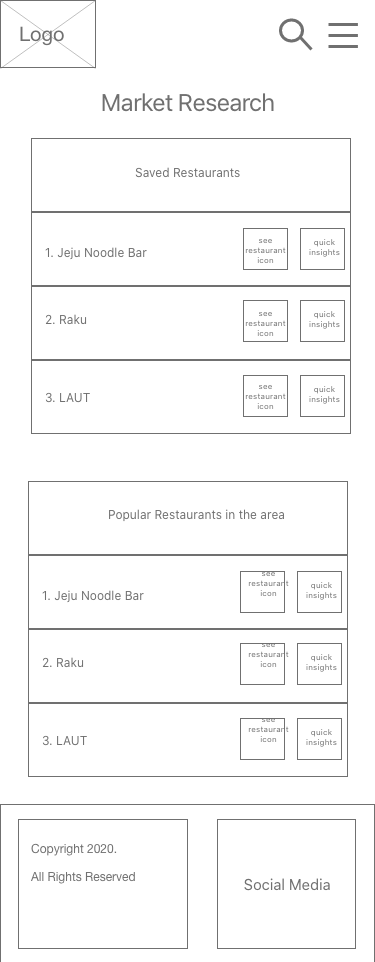 Logo
Market Research
Saved Restaurants
1. Jeju Noodle Bar
see
restaurant
icon
quick
insights
2. Raku
see
restaurant
icon
quick
insights
3. LAUT
see
restaurant
icon
quick
insights
Popular Restaurants in the area
1. Jeju Noodle Bar
see
restaurant
icon
quick
insights
2. Raku
see
restaurant
icon
quick
insights
3. LAUT
see
restaurant
icon
quick
insights
Copyright 2020.
All Rights Reserved
Social Media